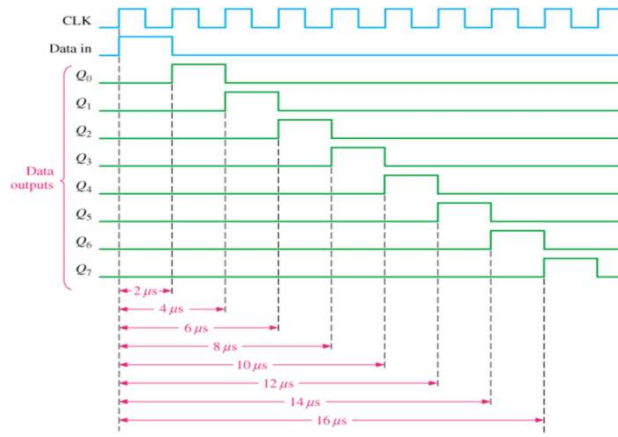 CLK
Data in
Q0
Q1
Q2
Q3
Data
outputs
Q4
Q5
Q6
Q7
2 µs
4 µs
6 µs
8 µs
10 µs
12 µs
14 µs
16 µs